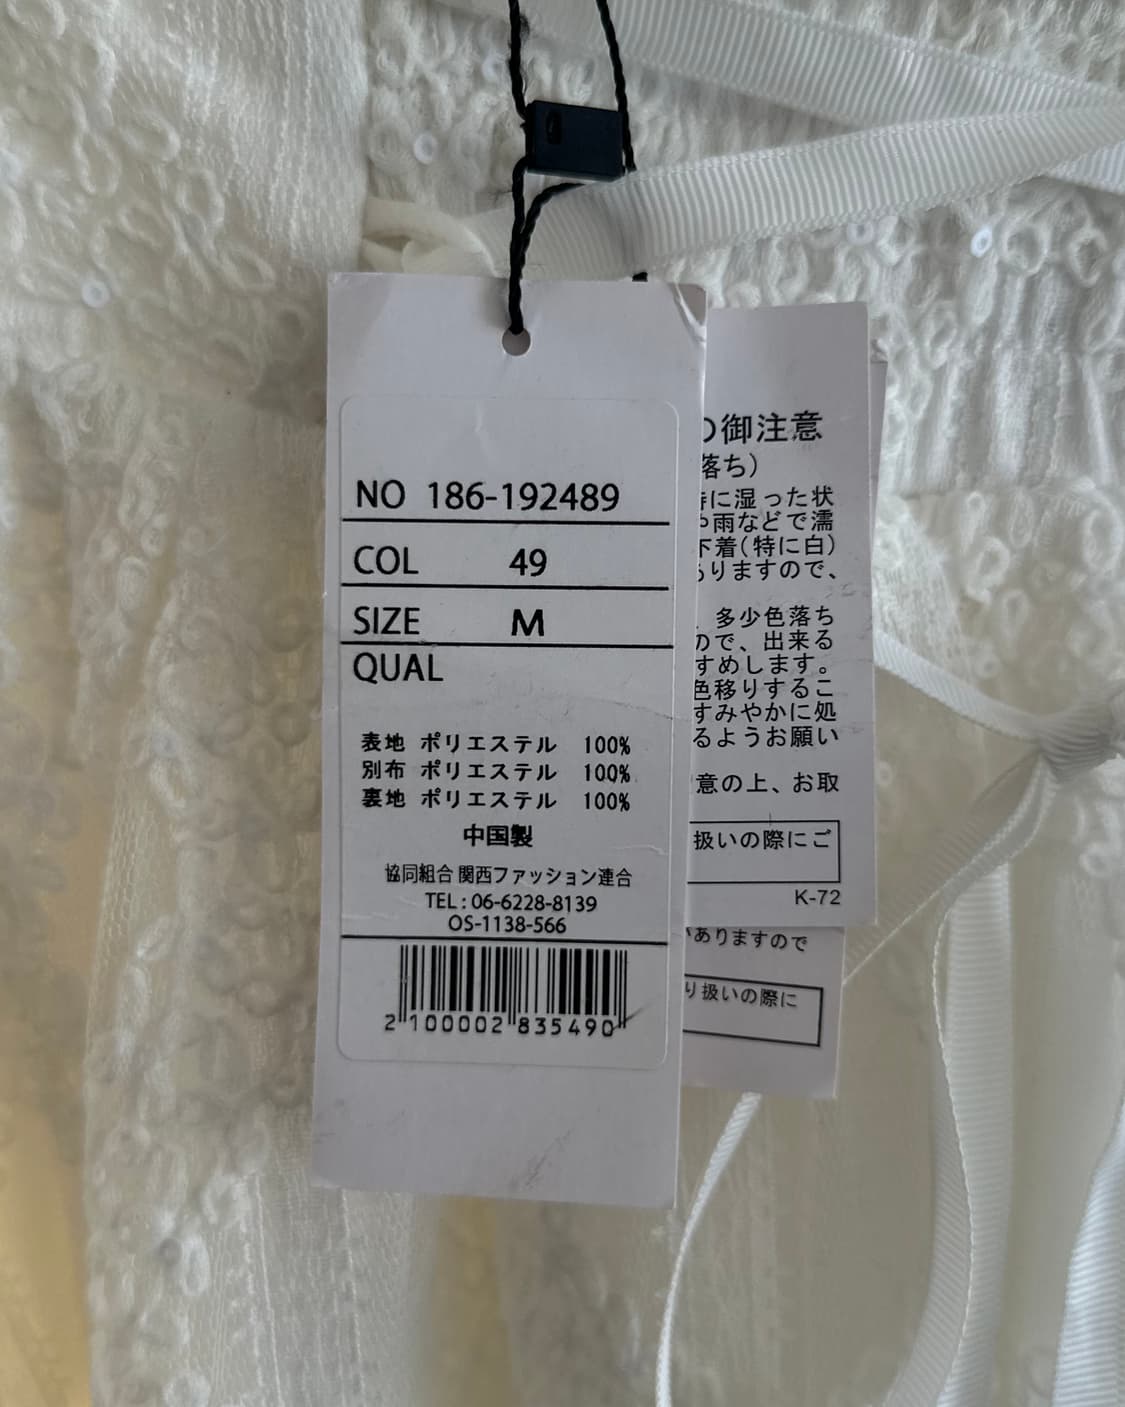 NO 186-192489
COL 49
SIZE M
QUAL
表地 ポリエステル 100%
別布 ポリエステル 100%
裏地 ポリエステル 100%
中国製
協同組合 関西ファッション連合
TEL : 06-6228-8139
OS-1138-566
2 100002 835490
の御注意
落ち)
特に湿った状
や雨などで濡
下着(特に白)
ありますので、
、多少色落ち
ので、出来る
すめします。
色移りするこ
すみやかに処
るようお願い
意の上、お取
扱いの際にご
K-72
がありますので
り扱いの際に